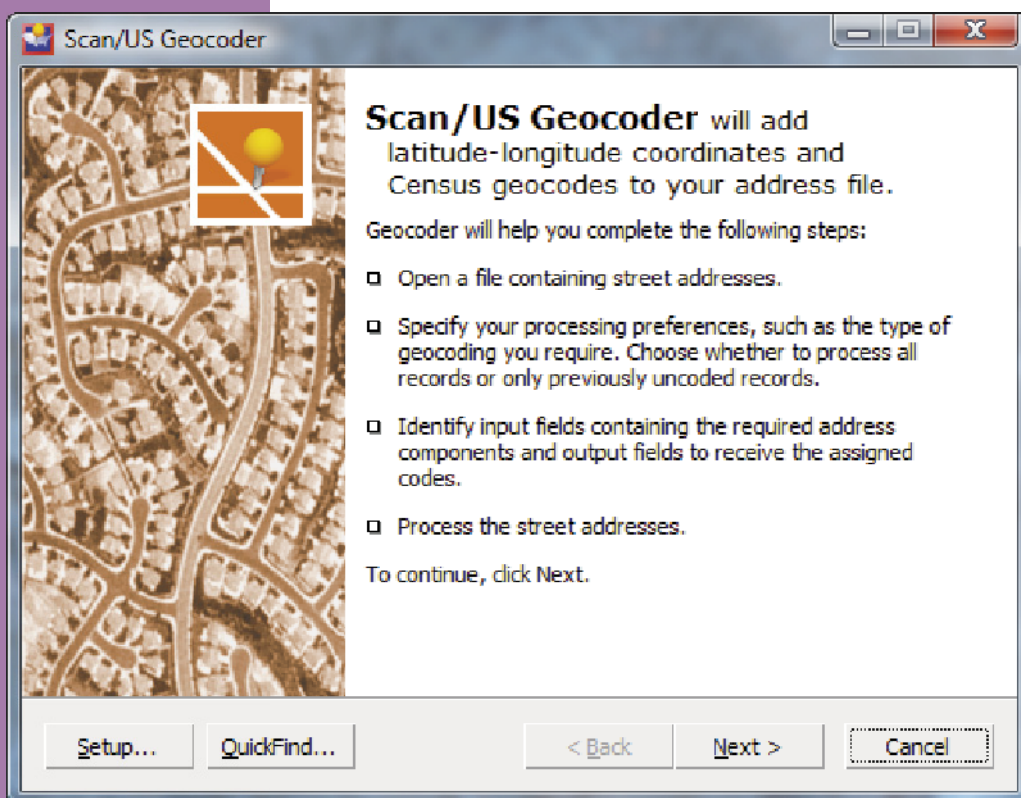 Scan/US Geocoder
Scan/US Geocoder will add
latitude-longitude coordinates and
Census geocodes to your address file.
Geocoder will help you complete the following steps:
Open a file containing street addresses.
Specify your processing preferences, such as the type of
geocoding you require. Choose whether to process all
records or only previously uncoded records.
Identify input fields containing the required address
components and output fields to receive the assigned
codes.
Process the street addresses.
To continue, click Next.
Setup... QuickFind... < Back Next > Cancel